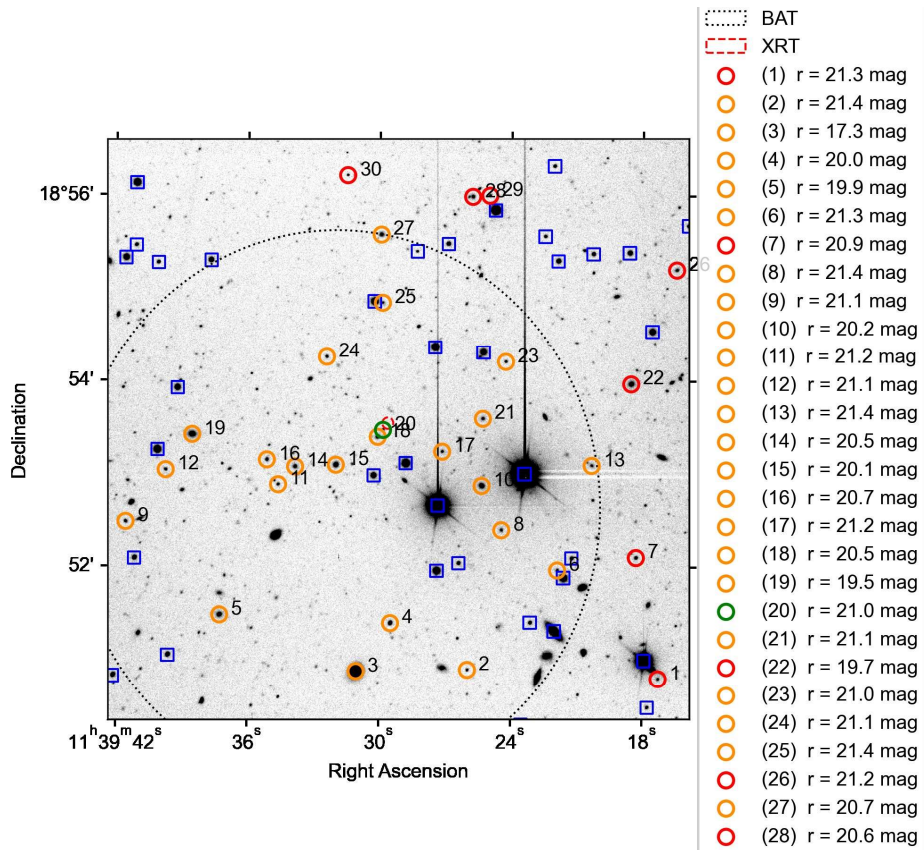 BAT
XRT
(1) r = 21.3 mag
(2) r = 21.4 mag
(3) r = 17.3 mag
(4) r = 20.0 mag
(5) r = 19.9 mag
(6) r = 21.3 mag
(7) r = 20.9 mag
(8) r = 21.4 mag
(9) r = 21.1 mag
(10) r = 20.2 mag
(11) r = 21.2 mag
(12) r = 21.1 mag
(13) r = 21.4 mag
(14) r = 20.5 mag
(15) r = 20.1 mag
(16) r = 20.7 mag
(17) r = 21.2 mag
(18) r = 20.5 mag
(19) r = 19.5 mag
(20) r = 21.0 mag
(21) r = 21.1 mag
(22) r = 19.7 mag
(23) r = 21.0 mag
(24) r = 21.1 mag
(25) r = 21.4 mag
(26) r = 21.2 mag
(27) r = 20.7 mag
(28) r = 20.6 mag
30
28 29
18°56'
27
26
25
24
23
54'
22
21
20
19
18
17
16
15
14
13
12
11
10
9
8
7
6
52'
5
4
3
2
1
11h39m42s 36s 30s 24s 18s
Right Ascension
Declination